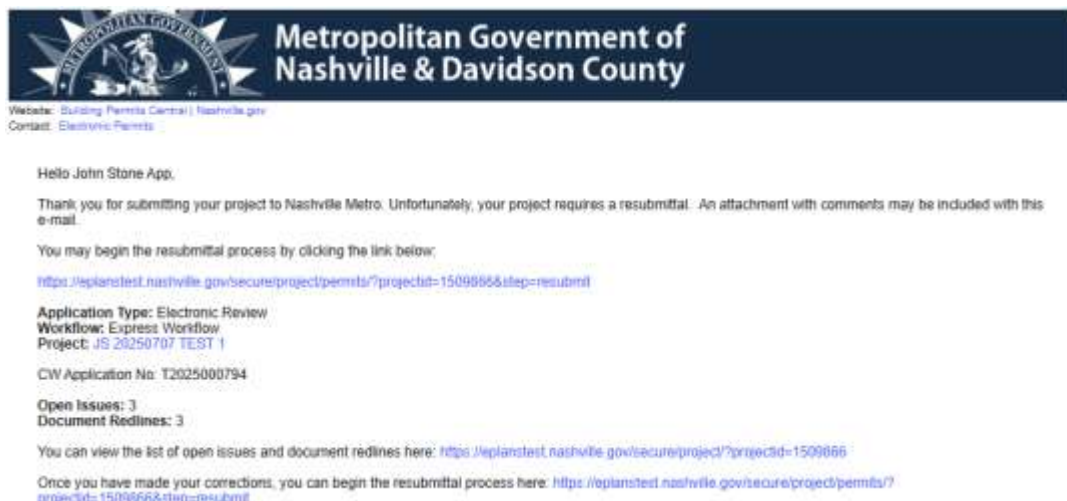 METROPOLITAN GOVERNMENT
Metropolitan Government of
Nashville & Davidson County
Website: Building Permits Central | Nashville.gov
Contact: Electronic Permits
Hello John Stone App,
Thank you for submitting your project to Nashville Metro. Unfortunately, your project requires a resubmittal. An attachment with comments may be included with this
e-mail.
You may begin the resubmittal process by clicking the link below:
https://eplanstest.nashville.gov/secure/project/permits/?projectid=1509866&step=resubmit
Application Type: Electronic Review
Workflow: Express Workflow
Project: JS 20250707 TEST 1
CW Application No: T2025000794
Open Issues: 3
Document Redlines: 3
You can view the list of open issues and document redlines here: https://eplanstest.nashville.gov/secure/project/?projectid=1509866
Once you have made your corrections, you can begin the resubmittal process here: https://eplanstest.nashville.gov/secure/project/permits/?
projectid=1509866&step=resubmit